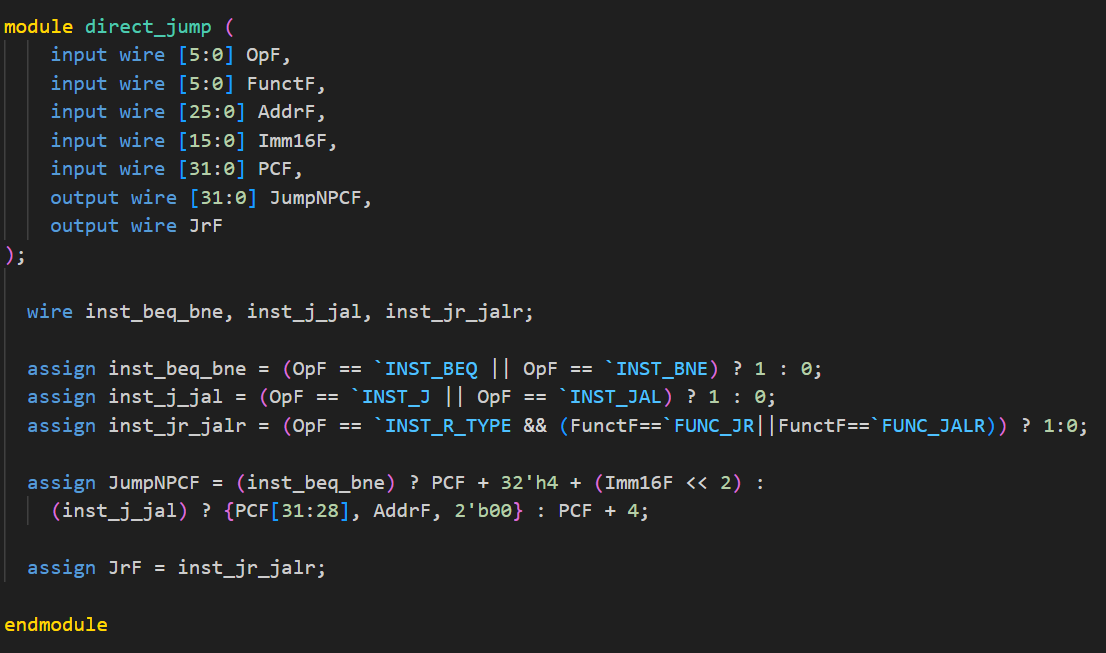 module direct_jump (
    input wire [5:0] OpF,
    input wire [5:0] FunctF,
    input wire [25:0] AddrF,
    input wire [15:0] Imm16F,
    input wire [31:0] PCF,
    output wire [31:0] JumpNPCF,
    output wire JrF
);
  wire inst_beq_bne, inst_j_jal, inst_jr_jalr;
  assign inst_beq_bne = (OpF == `INST_BEQ || OpF == `INST_BNE) ? 1 : 0;
  assign inst_j_jal = (OpF == `INST_J || OpF == `INST_JAL) ? 1 : 0;
  assign inst_jr_jalr = (OpF == `INST_R_TYPE && (FunctF==`FUNC_JR||FunctF==`FUNC_JALR)) ? 1:0;
  assign JumpNPCF = (inst_beq_bne) ? PCF + 32'h4 + (Imm16F << 2) :
    (inst_j_jal) ? {PCF[31:28], AddrF, 2'b00} : PCF + 4;
  assign JrF = inst_jr_jalr;
endmodule